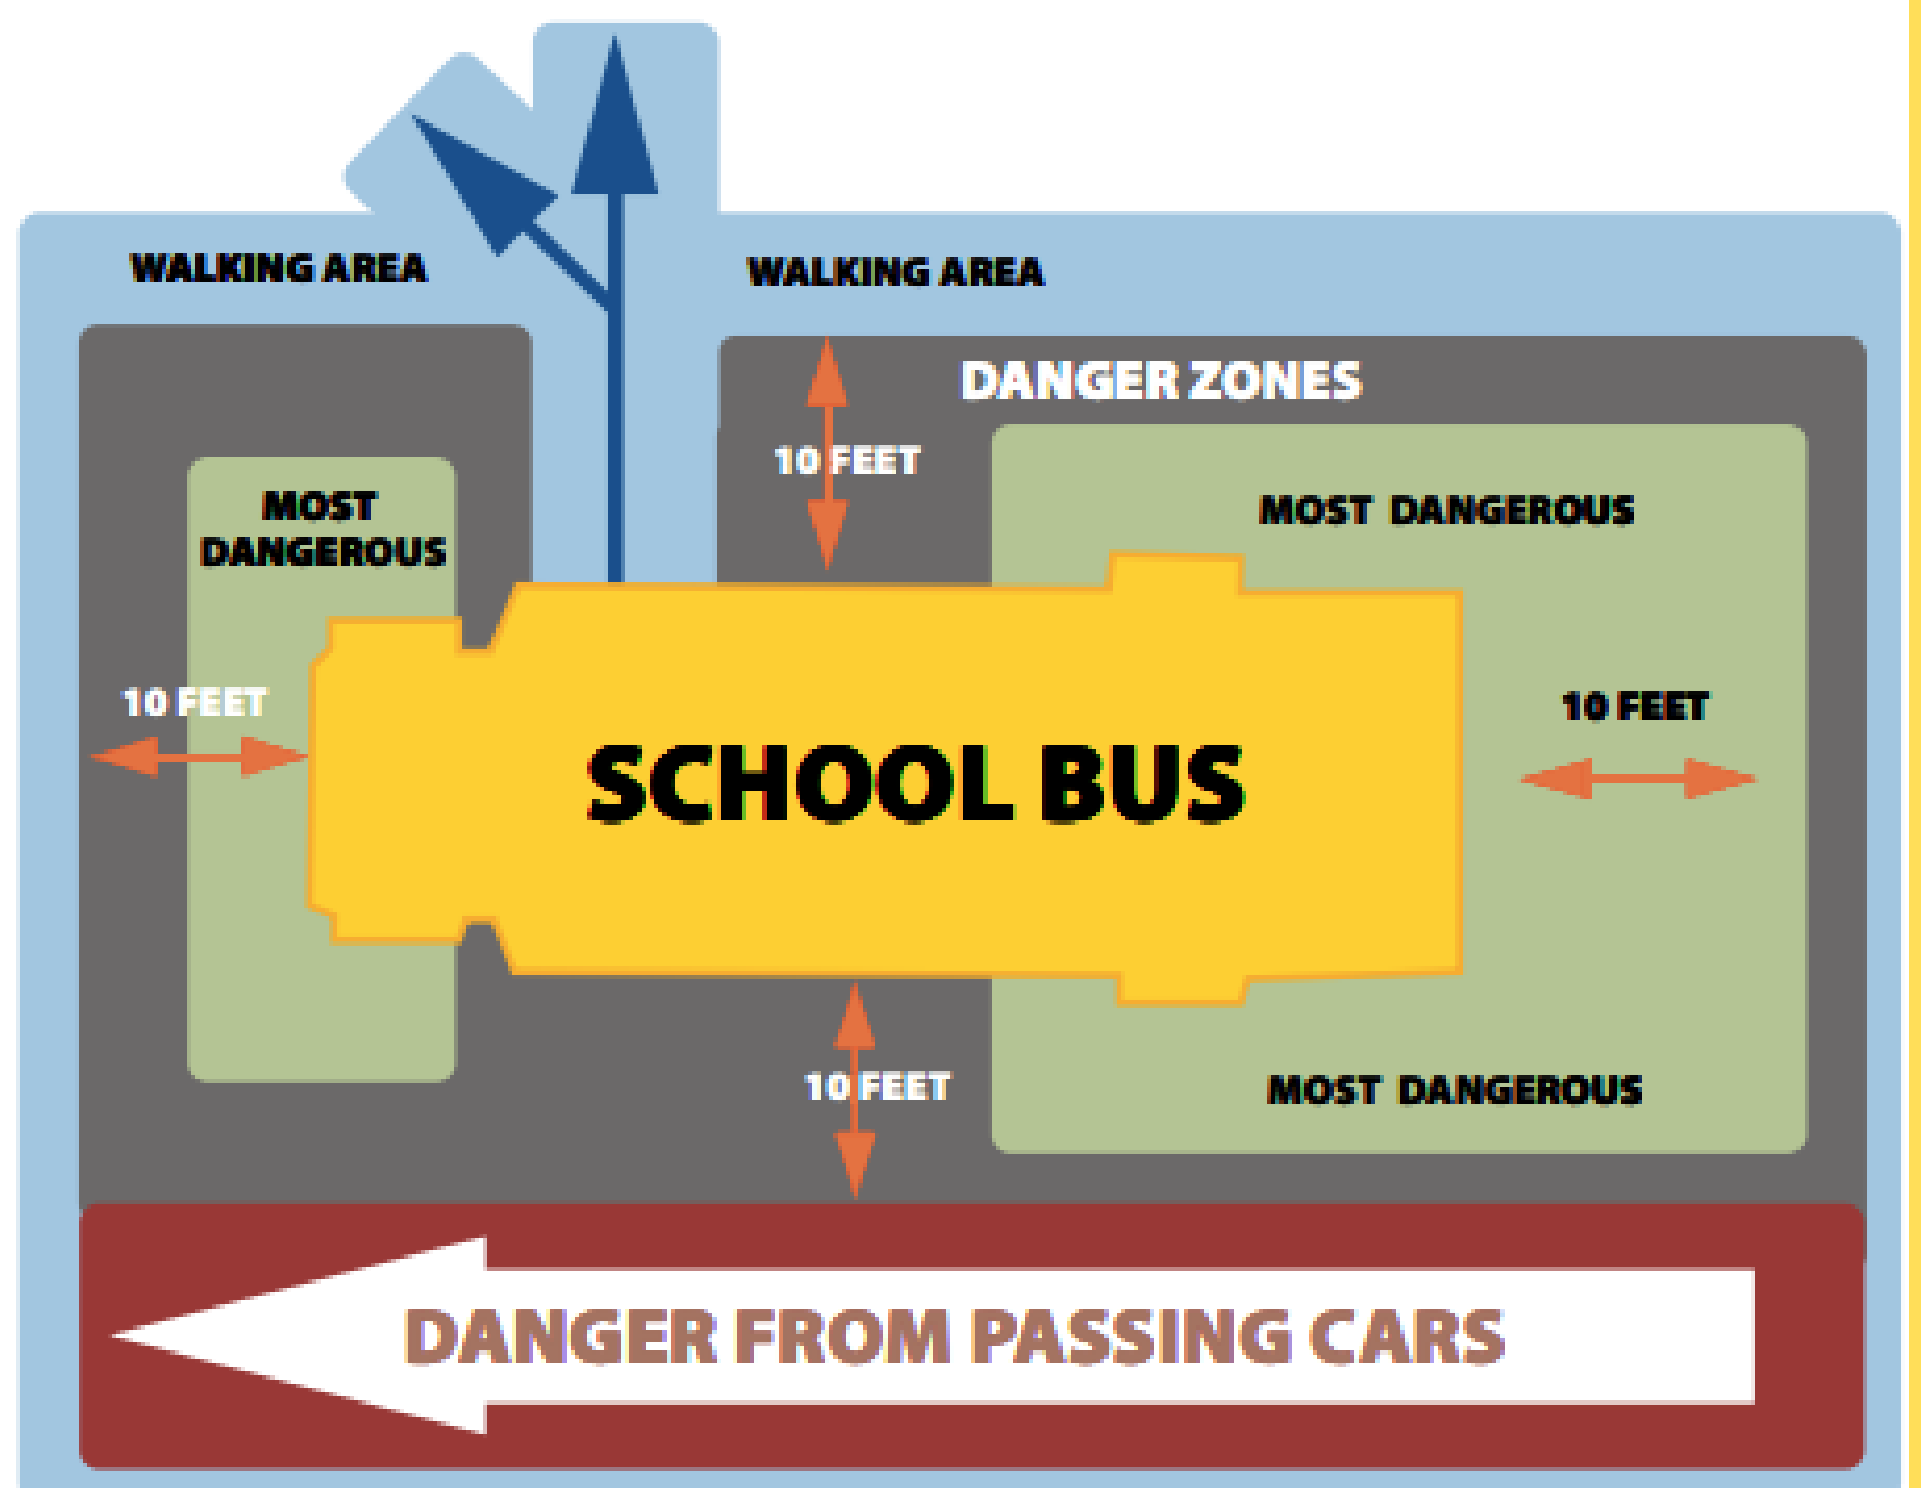 WALKING AREA
WALKING AREA
DANGER ZONES
10 FEET
MOST
DANGEROUS
MOST DANGEROUS
10 FEET
10 FEET
SCHOOL BUS
10 FEET
MOST DANGEROUS
DANGER FROM PASSING CARS